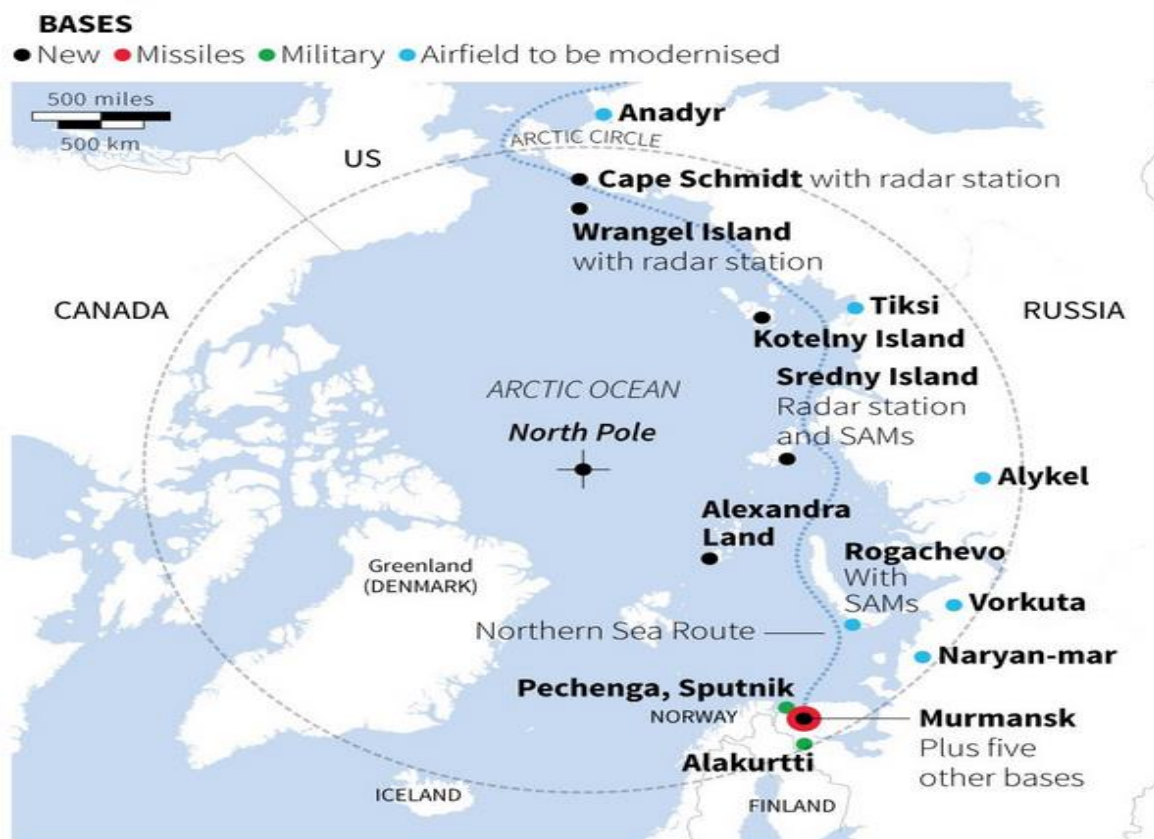 BASES
New Missiles Military Airfield to be modernised
500 miles
500 km
US
Anadyr
ARCTIC CIRCLE
Cape Schmidt with radar station
Wrangel Island
with radar station
CANADA
Tiksi
RUSSIA
Kotelny Island
Sredny Island
Radar station
and SAMs
ARCTIC OCEAN
North Pole
Alykel
Alexandra
Land
Rogachevo
With
SAMs
Greenland
(DENMARK)
Vorkuta
Northern Sea Route
Naryan-mar
Pechenga, Sputnik
NORWAY
Murmansk
Plus five
other bases
Alakurtti
ICELAND
FINLAND